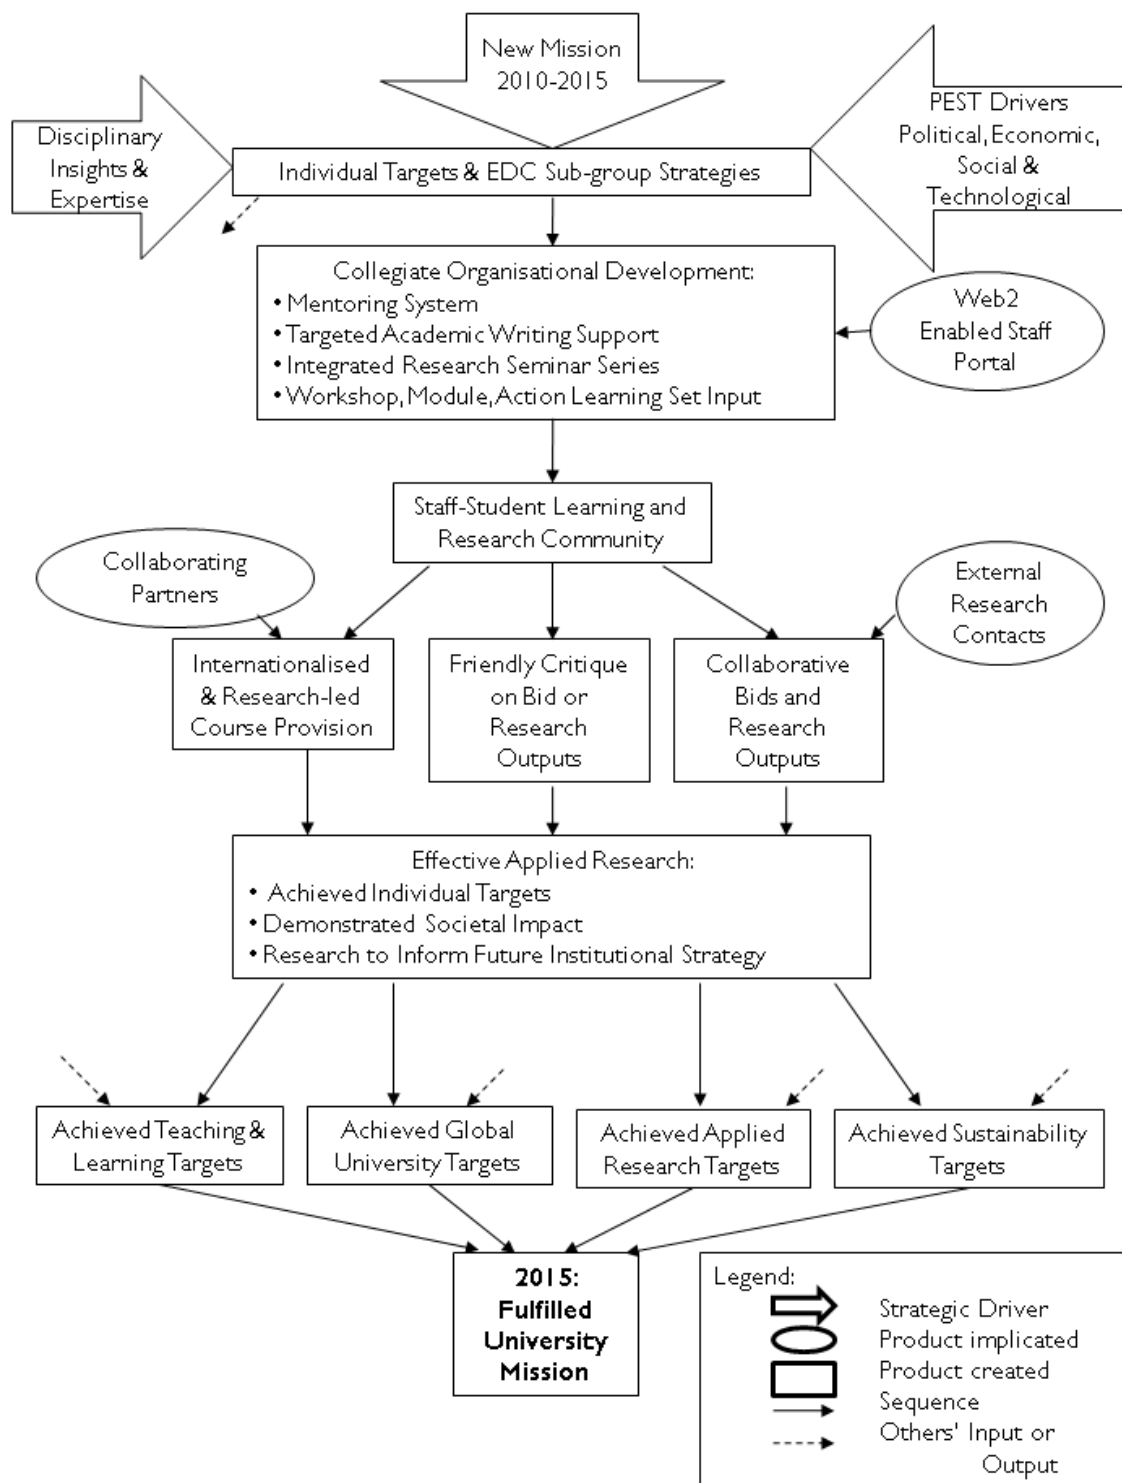 New Mission
2010-2015
Disciplinary
Insights &
Expertise
PEST Drivers
Political, Economic,
Social &
Technological
Individual Targets & EDC Sub-group Strategies
Collegiate Organisational Development:
• Mentoring System
• Targeted Academic Writing Support
• Integrated Research Seminar Series
• Workshop, Module, Action Learning Set Input
Web2
Enabled Staff
Portal
Staff-Student Learning and
Research Community
Collaborating
Partners
External
Research
Contacts
Internationalised
& Research-led
Course Provision
Friendly Critique
on Bid or
Research
Outputs
Collaborative
Bids and
Research
Outputs
Effective Applied Research:
• Achieved Individual Targets
• Demonstrated Societal Impact
• Research to Inform Future Institutional Strategy
Achieved Teaching &
Learning Targets
Achieved Global
University Targets
Achieved Applied
Research Targets
Achieved Sustainability
Targets
2015:
Fulfilled
University
Mission
Legend:
Strategic Driver
Product implicated
Product created
Sequence
Others' Input or
Output